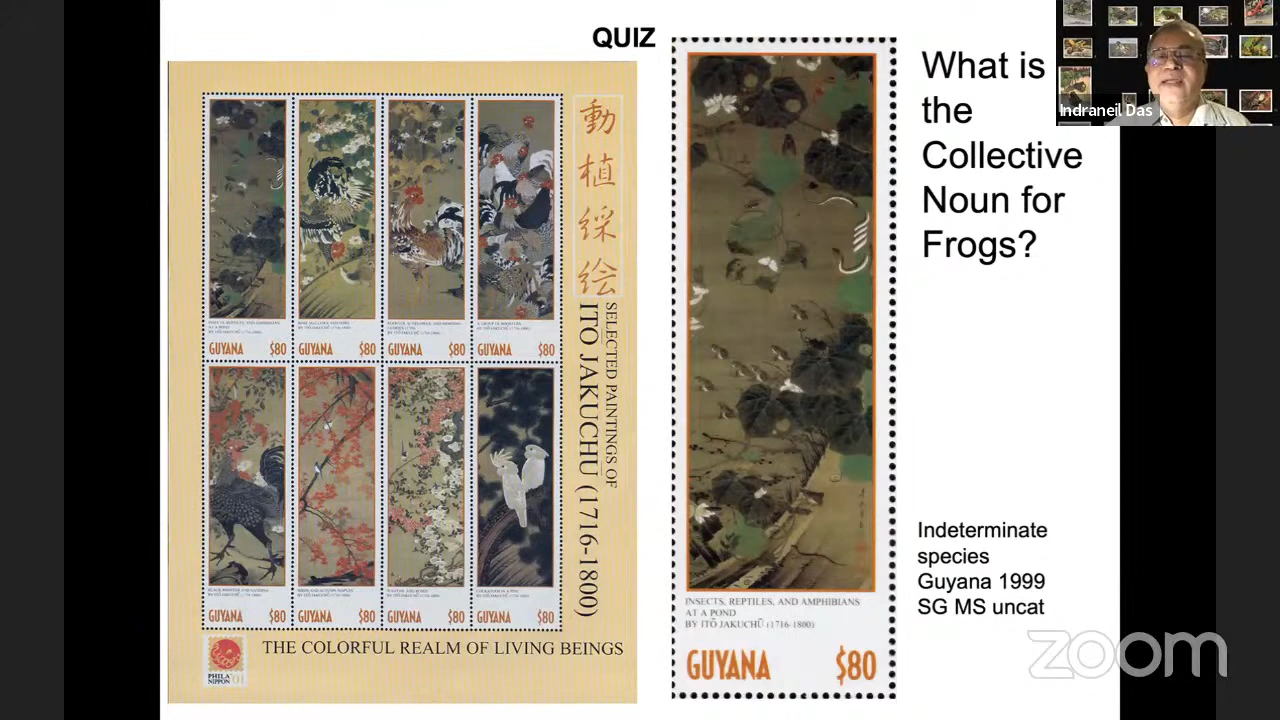 QUIZ
動
植
綵
絵
SELECTED PAINTINGS OF
ITO JAKUCHU (1716-1800)
GUYANA $80
GUYANA $80
GUYANA $80
GUYANA $80
GUYANA $80
GUYANA $80
GUYANA $80
GUYANA $80
PHILA
NIPPON '01
THE COLORFUL REALM OF LIVING BEINGS
INSECTS, REPTILES, AND AMPHIBIANS
AT A POND
BY ITŌ JAKUCHŪ (1716-1800)
GUYANA $80
What is
the
Collective
Noun for
Frogs?
Indeterminate
species
Guyana 1999
SG MS uncat
Indraneil Das
zoom